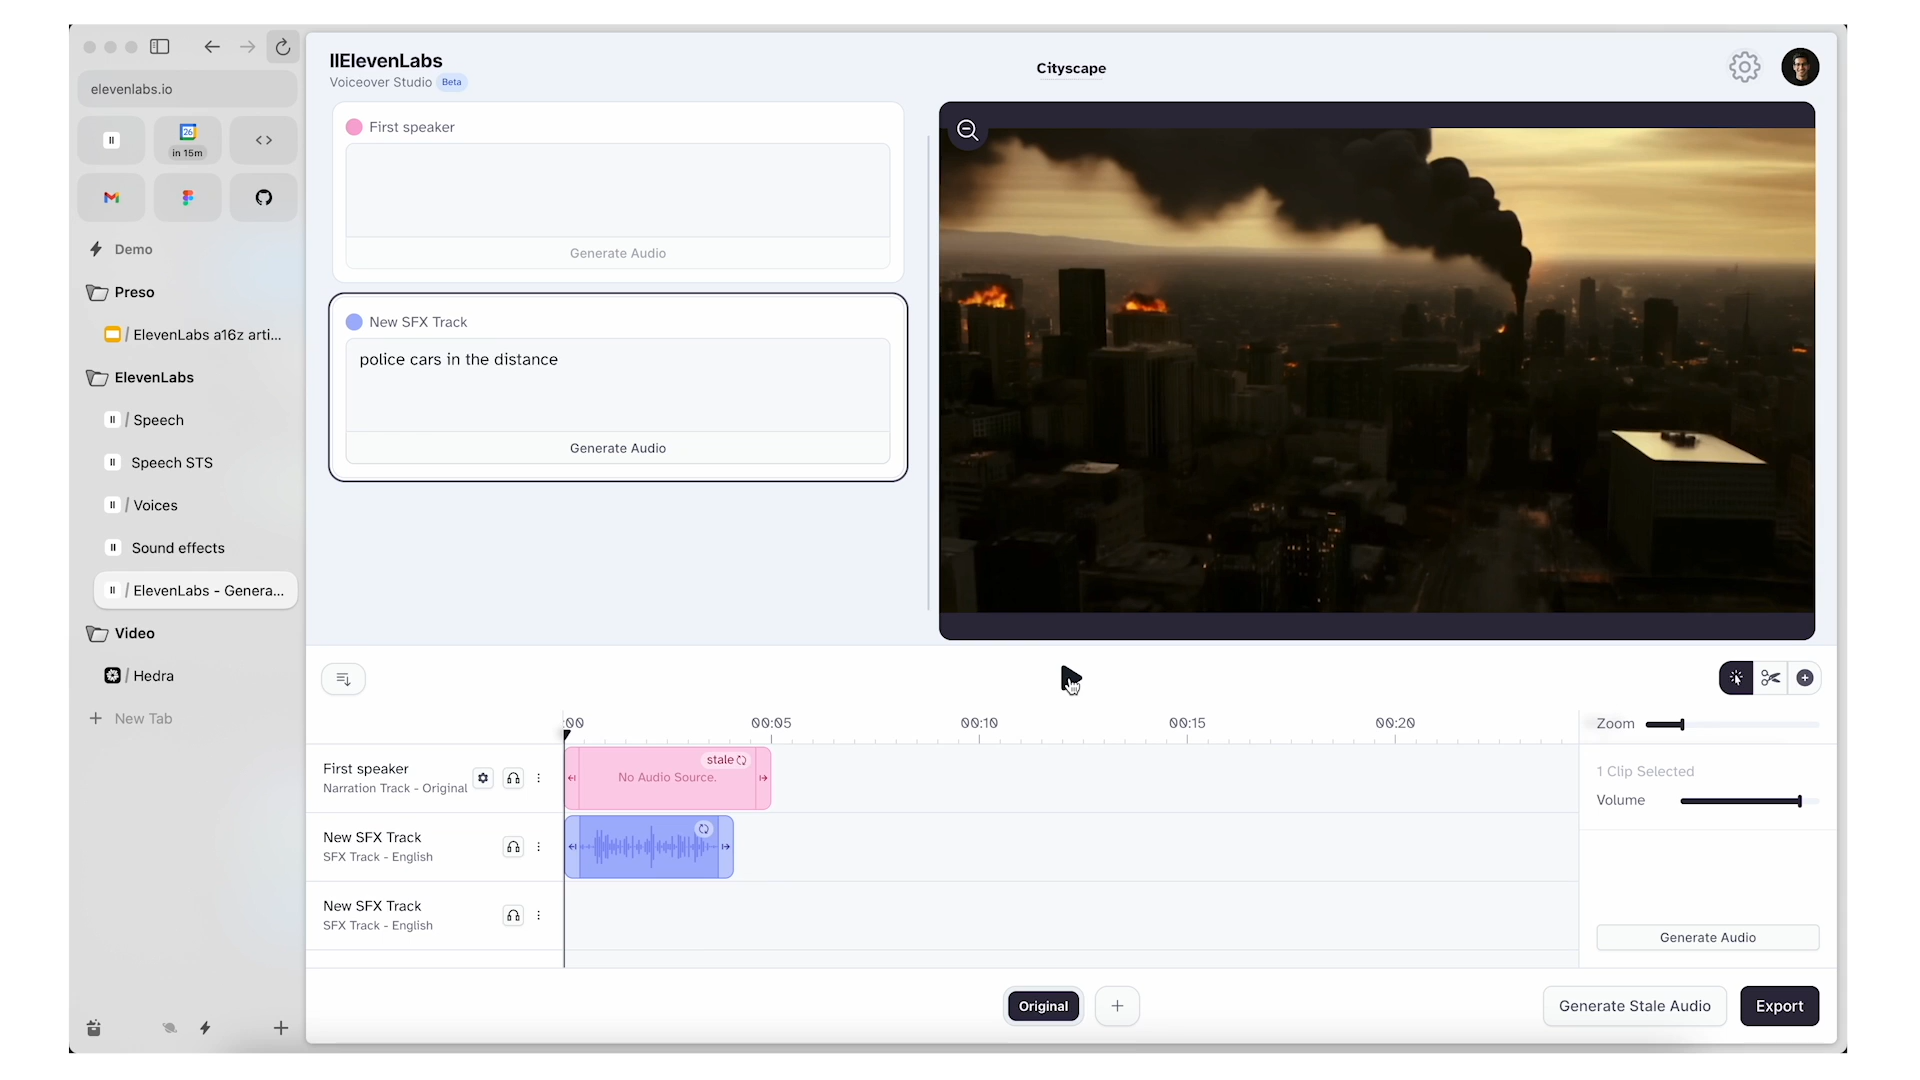 elevenlabs.io
26
in 15m
Demo
Preso
/ ElevenLabs a16z arti...
ElevenLabs
/ Speech
Speech STS
/ Voices
Sound effects
/ ElevenLabs - Genera...
Video
/ Hedra
+ New Tab
IIElevenLabs
Voiceover Studio Beta
Cityscape
First speaker
Generate Audio
New SFX Track
police cars in the distance
Generate Audio
:00 00:05 00:10 00:15 00:20
Zoom
First speaker
Narration Track - Original
stale
No Audio Source.
1 Clip Selected
Volume
New SFX Track
SFX Track - English
New SFX Track
SFX Track - English
Generate Audio
Original
+
Generate Stale Audio
Export